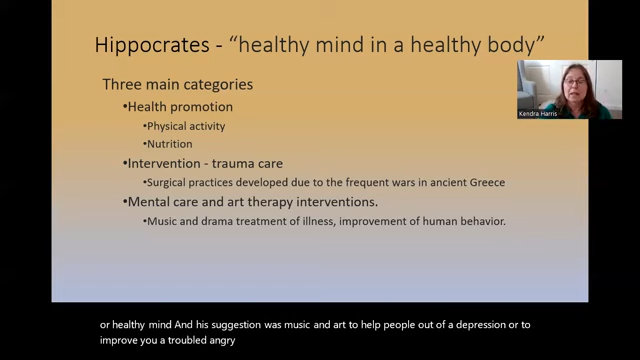 Hippocrates - “healthy mind in a healthy body”
Three main categories
•Health promotion
•Physical activity
•Nutrition
•Intervention - trauma care
•Surgical practices developed due to the frequent wars in ancient Greece
•Mental care and art therapy interventions.
•Music and drama treatment of illness, improvement of human behavior.
Kendra Harris
or healthy mind And his suggestion was music and art to help people out of a depression or to
improve you a troubled angry